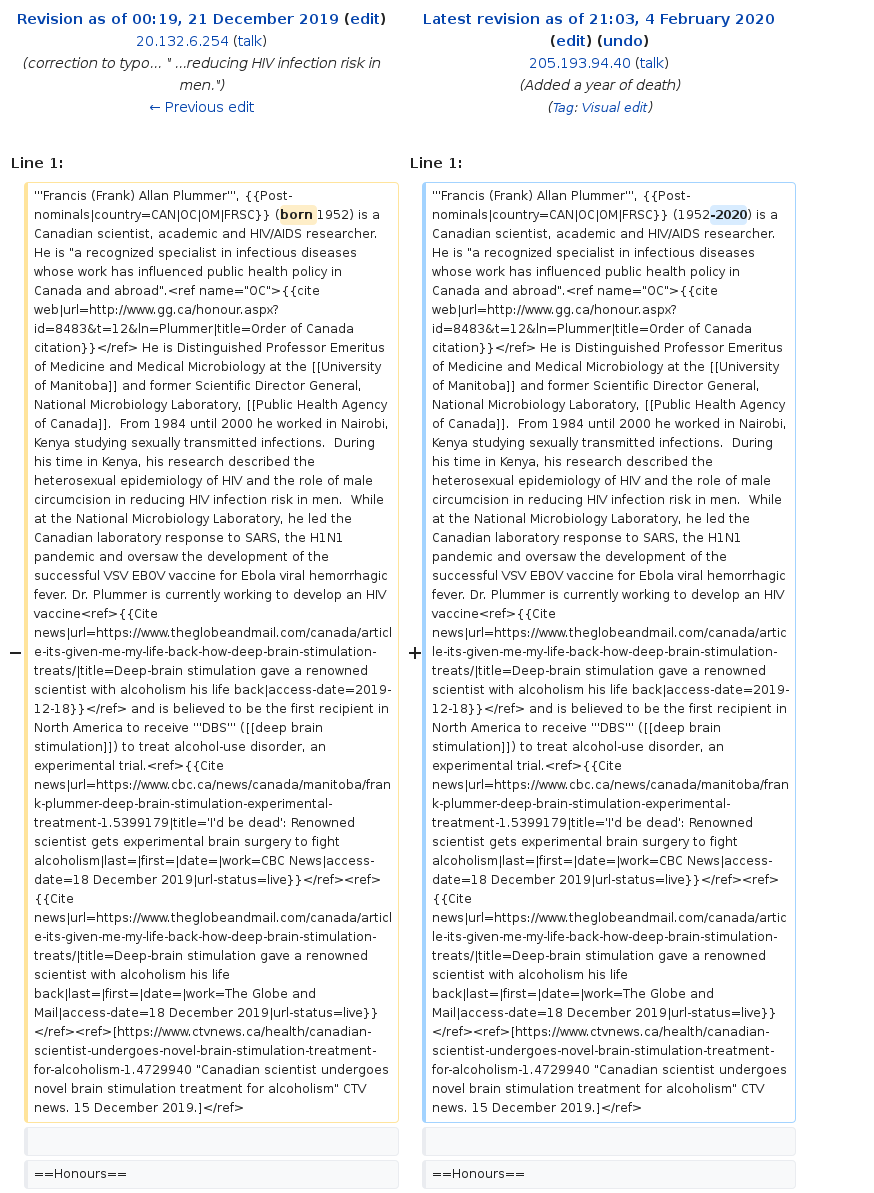 Revision as of 00:19, 21 December 2019 (edit)
20.132.6.254 (talk)
(correction to typo... " ...reducing HIV infection risk in
men.")
← Previous edit
Latest revision as of 21:03, 4 February 2020
(edit) (undo)
205.193.94.40 (talk)
(Added a year of death)
(Tag: Visual edit)
Line 1:
Line 1:
−
'''Francis (Frank) Allan Plummer''', {{Post-
nominals|country=CAN|OC|OM|FRSC}} (born 1952) is a
Canadian scientist, academic and HIV/AIDS researcher.
He is "a recognized specialist in infectious diseases
whose work has influenced public health policy in
Canada and abroad".<ref name="OC">{{cite
web|url=http://www.gg.ca/honour.aspx?
id=8483&t=12&ln=Plummer|title=Order of Canada
citation}}</ref> He is Distinguished Professor Emeritus
of Medicine and Medical Microbiology at the [[University
of Manitoba]] and former Scientific Director General,
National Microbiology Laboratory, [[Public Health Agency
of Canada]].  From 1984 until 2000 he worked in Nairobi,
Kenya studying sexually transmitted infections.  During
his time in Kenya, his research described the
heterosexual epidemiology of HIV and the role of male
circumcision in reducing HIV infection risk in men.  While
at the National Microbiology Laboratory, he led the
Canadian laboratory response to SARS, the H1N1
pandemic and oversaw the development of the
successful VSV EBOV vaccine for Ebola viral hemorrhagic
fever. Dr. Plummer is currently working to develop an HIV
vaccine<ref>{{Cite
news|url=https://www.theglobeandmail.com/canada/articl
e-its-given-me-my-life-back-how-deep-brain-stimulation-
treats/|title=Deep-brain stimulation gave a renowned
scientist with alcoholism his life back|access-date=2019-
12-18}}</ref> and is believed to be the first recipient in
North America to receive '''DBS''' ([[deep brain
stimulation]]) to treat alcohol-use disorder, an
experimental trial.<ref>{{Cite
news|url=https://www.cbc.ca/news/canada/manitoba/fran
k-plummer-deep-brain-stimulation-experimental-
treatment-1.5399179|title='I'd be dead': Renowned
scientist gets experimental brain surgery to fight
alcoholism|last=|first=|date=|work=CBC News|access-
date=18 December 2019|url-status=live}}</ref><ref>
{{Cite
news|url=https://www.theglobeandmail.com/canada/articl
e-its-given-me-my-life-back-how-deep-brain-stimulation-
treats/|title=Deep-brain stimulation gave a renowned
scientist with alcoholism his life
back|last=|first=|date=|work=The Globe and
Mail|access-date=18 December 2019|url-status=live}}
</ref><ref>[https://www.ctvnews.ca/health/canadian-
scientist-undergoes-novel-brain-stimulation-treatment-
for-alcoholism-1.4729940 "Canadian scientist undergoes
novel brain stimulation treatment for alcoholism" CTV
news. 15 December 2019.]</ref>
+
'''Francis (Frank) Allan Plummer''', {{Post-
nominals|country=CAN|OC|OM|FRSC}} (1952-2020) is a
Canadian scientist, academic and HIV/AIDS researcher.
He is "a recognized specialist in infectious diseases
whose work has influenced public health policy in
Canada and abroad".<ref name="OC">{{cite
web|url=http://www.gg.ca/honour.aspx?
id=8483&t=12&ln=Plummer|title=Order of Canada
citation}}</ref> He is Distinguished Professor Emeritus
of Medicine and Medical Microbiology at the [[University
of Manitoba]] and former Scientific Director General,
National Microbiology Laboratory, [[Public Health Agency
of Canada]].  From 1984 until 2000 he worked in Nairobi,
Kenya studying sexually transmitted infections.  During
his time in Kenya, his research described the
heterosexual epidemiology of HIV and the role of male
circumcision in reducing HIV infection risk in men.  While
at the National Microbiology Laboratory, he led the
Canadian laboratory response to SARS, the H1N1
pandemic and oversaw the development of the
successful VSV EBOV vaccine for Ebola viral hemorrhagic
fever. Dr. Plummer is currently working to develop an HIV
vaccine<ref>{{Cite
news|url=https://www.theglobeandmail.com/canada/artic
le-its-given-me-my-life-back-how-deep-brain-stimulation-
treats/|title=Deep-brain stimulation gave a renowned
scientist with alcoholism his life back|access-date=2019-
12-18}}</ref> and is believed to be the first recipient in
North America to receive '''DBS''' ([[deep brain
stimulation]]) to treat alcohol-use disorder, an
experimental trial.<ref>{{Cite
news|url=https://www.cbc.ca/news/canada/manitoba/fran
k-plummer-deep-brain-stimulation-experimental-
treatment-1.5399179|title='I'd be dead': Renowned
scientist gets experimental brain surgery to fight
alcoholism|last=|first=|date=|work=CBC News|access-
date=18 December 2019|url-status=live}}</ref><ref>
{{Cite
news|url=https://www.theglobeandmail.com/canada/artic
le-its-given-me-my-life-back-how-deep-brain-stimulation-
treats/|title=Deep-brain stimulation gave a renowned
scientist with alcoholism his life
back|last=|first=|date=|work=The Globe and
Mail|access-date=18 December 2019|url-status=live}}
</ref><ref>[https://www.ctvnews.ca/health/canadian-
scientist-undergoes-novel-brain-stimulation-treatment-
for-alcoholism-1.4729940 "Canadian scientist undergoes
novel brain stimulation treatment for alcoholism" CTV
news. 15 December 2019.]</ref>
==Honours==
==Honours==